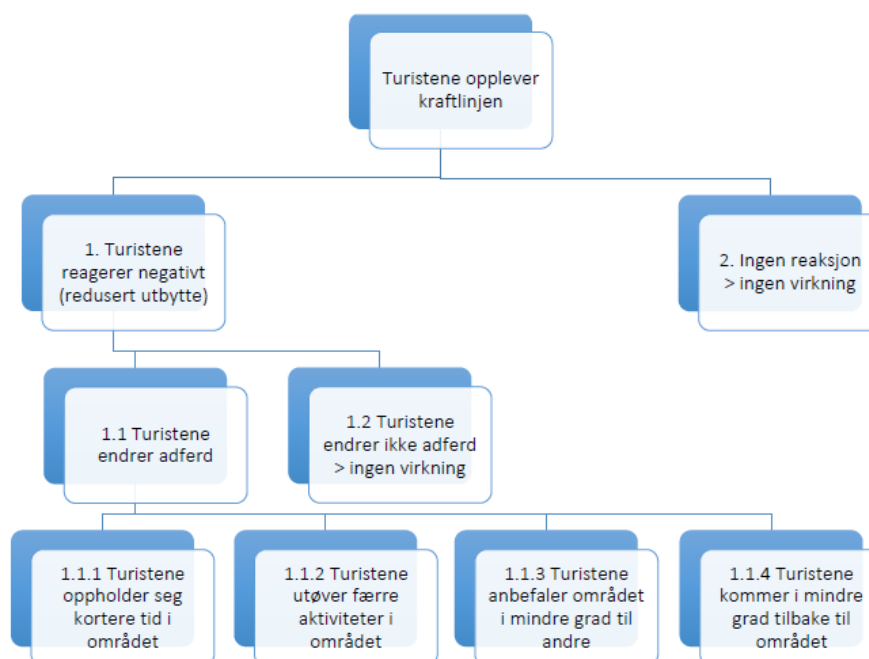 Turistene opplever
kraftlinjen
1. Turistene
reagerer negativt
(redusert utbytte)
2. Ingen reaksjon
> ingen virkning
1.1 Turistene
endrer adferd
1.2 Turistene
endrer ikke adferd
> ingen virkning
1.1.1 Turistene
oppholder seg
kortere tid i
området
1.1.2 Turistene
utøver færre
aktiviteter i
området
1.1.3 Turistene
anbefaler området
i mindre grad til
andre
1.1.4 Turistene
kommer i mindre
grad tilbake til
området